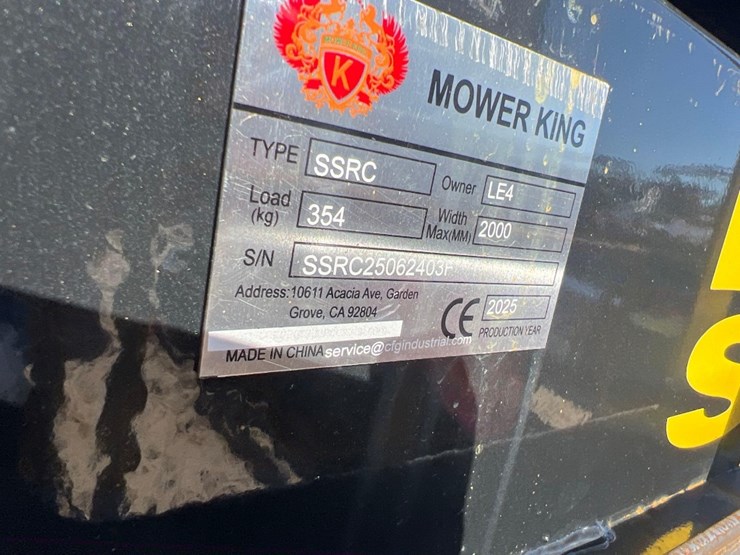 K
MOWER KING
TYPE SSRC Owner LE4
Load (kg) 354 Width Max(MM) 2000
S/N SSRC25062403F
Address: 10611 Acacia Ave, Garden
Grove, CA 92804
CE 2025
PRODUCTION YEAR
MADE IN CHINA service@cfgindustrial.com
S